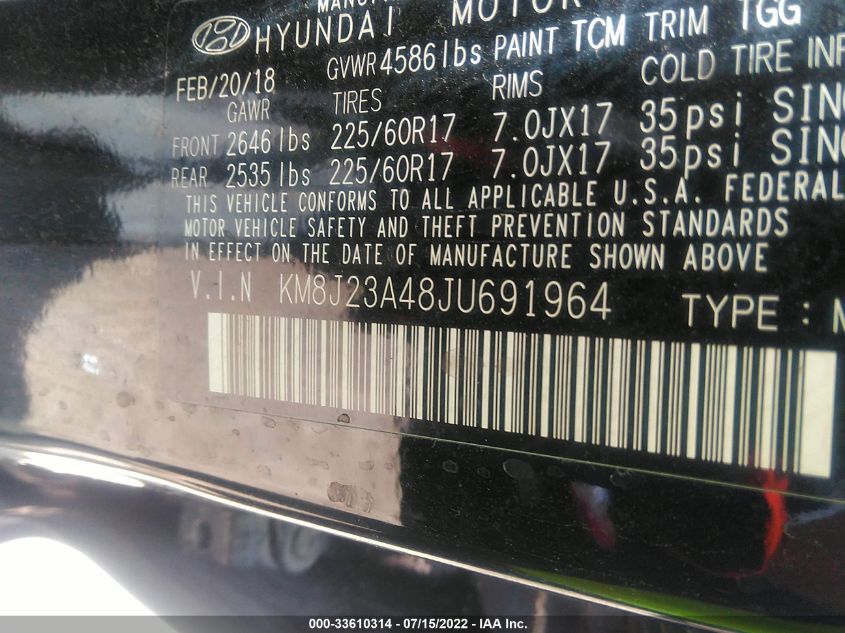 HYUNDAI MOTOR
FEB/20/18 GVWR 4586 lbs PAINT TCM TRIM TGG
GAWR TIRES RIMS COLD TIRE INF
FRONT 2646 lbs 225/60R17 7.0JX17 35psi SING
REAR 2535 lbs 225/60R17 7.0JX17 35psi SING
THIS VEHICLE CONFORMS TO ALL APPLICABLE U.S.A. FEDERAL
MOTOR VEHICLE SAFETY AND THEFT PREVENTION STANDARDS
IN EFFECT ON THE DATE OF MANUFACTURE SHOWN ABOVE
V.I.N KM8J23A48JU691964 TYPE :
000-33610314 / 07/15/2022 - IAA Inc.